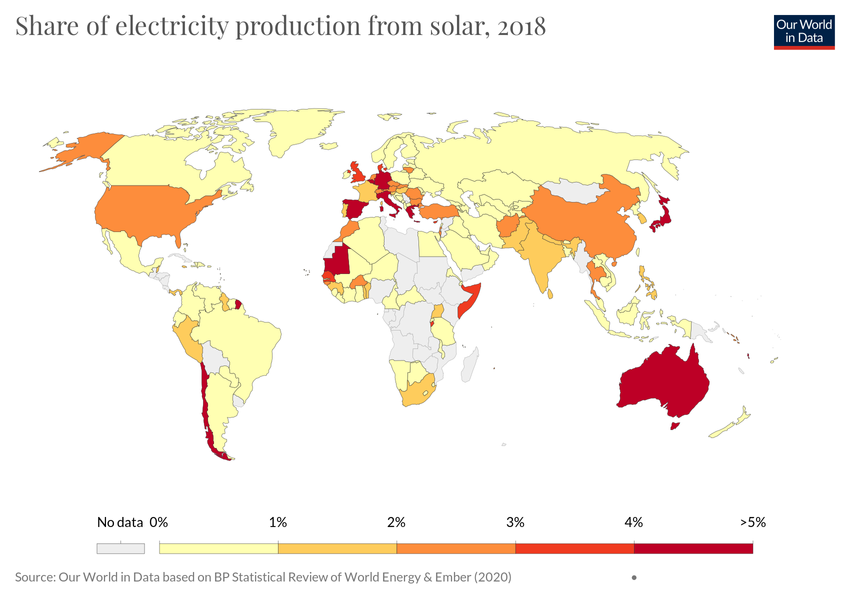 Share of electricity production from solar, 2018
Our World
in Data
No data 0% 1% 2% 3% 4% >5%
Source: Our World in Data based on BP Statistical Review of World Energy & Ember (2020)